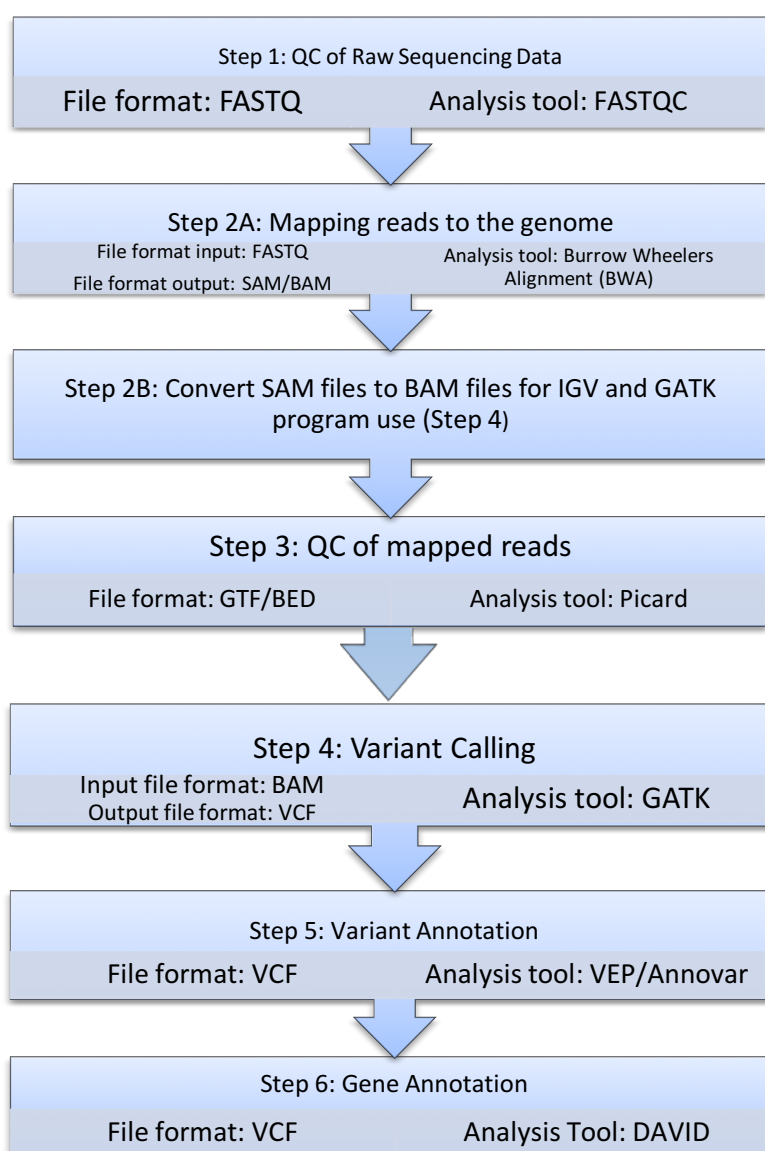 Step 1: QC of Raw Sequencing Data
File format: FASTQ
Analysis tool: FASTQC
Step 2A: Mapping reads to the genome
File format input: FASTQ
File format output: SAM/BAM
Analysis tool: Burrow Wheelers
Alignment (BWA)
Step 2B: Convert SAM files to BAM files for IGV and GATK
program use (Step 4)
Step 3: QC of mapped reads
File format: GTF/BED
Analysis tool: Picard
Step 4: Variant Calling
Input file format: BAM
Output file format: VCF
Analysis tool: GATK
Step 5: Variant Annotation
File format: VCF
Analysis tool: VEP/Annovar
Step 6: Gene Annotation
File format: VCF
Analysis Tool: DAVID